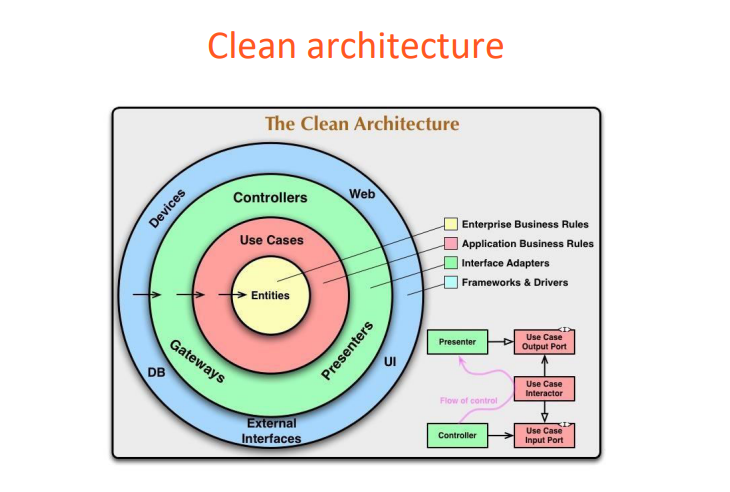 Clean architecture
The Clean Architecture
Devices
Web
Controllers
Use Cases
Entities
Gateways
Presenters
DB
UI
External
Interfaces
Enterprise Business Rules
Application Business Rules
Interface Adapters
Frameworks & Drivers
Presenter
<I>
Use Case
Output Port
Use Case
Interactor
Flow of control
Controller
<I>
Use Case
Input Port